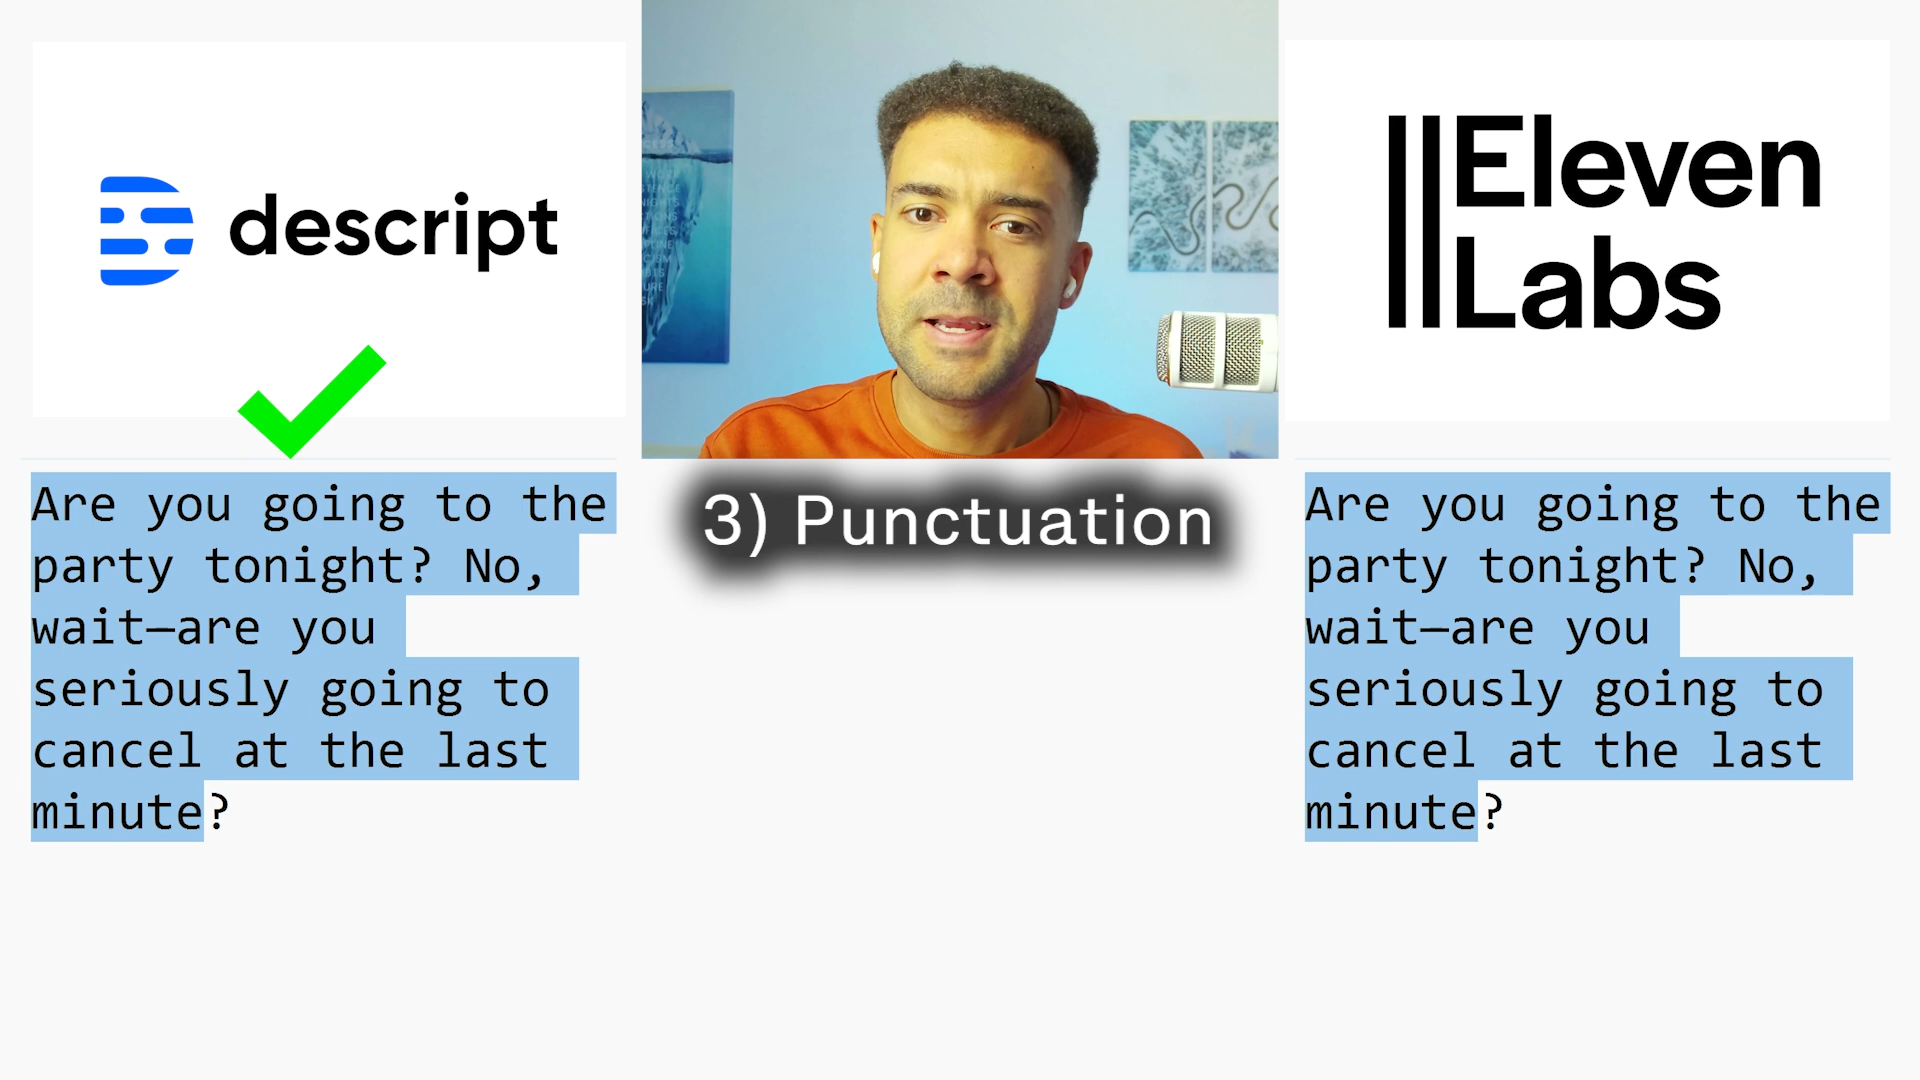 descript
Eleven
Labs
3) Punctuation
Are you going to the
party tonight? No,
wait—are you
seriously going to
cancel at the last
minute?
Are you going to the
party tonight? No,
wait—are you
seriously going to
cancel at the last
minute?